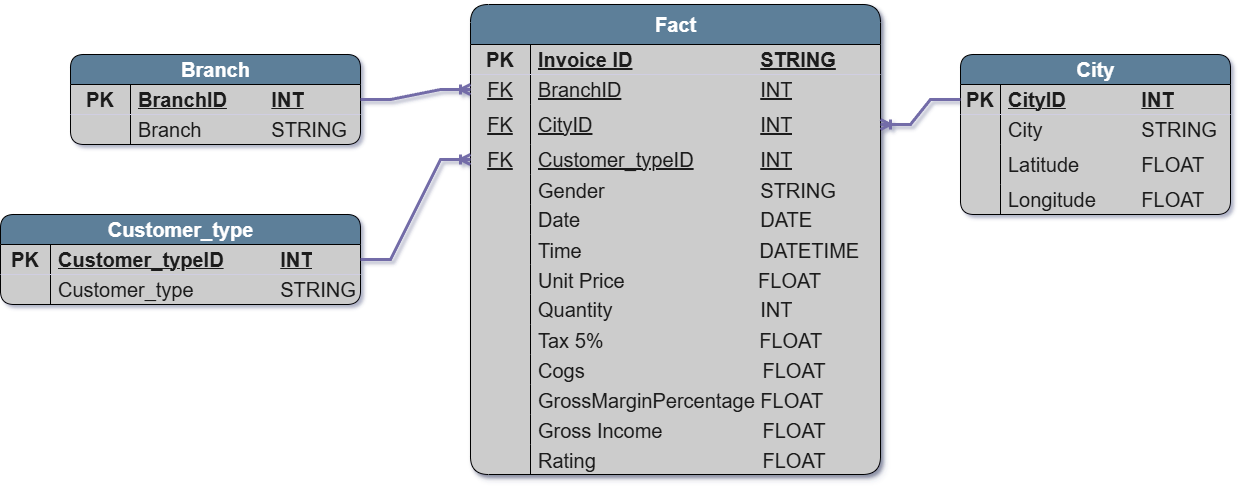 Branch
PK BranchID INT
Branch STRING
Customer_type
PK Customer_typeID INT
Customer_type STRING
Fact
PK Invoice ID STRING
FK BranchID INT
FK CityID INT
FK Customer_typeID INT
Gender STRING
Date DATE
Time DATETIME
Unit Price FLOAT
Quantity INT
Tax 5% FLOAT
Cogs FLOAT
GrossMarginPercentage FLOAT
Gross Income FLOAT
Rating FLOAT
City
PK CityID INT
City STRING
Latitude FLOAT
Longitude FLOAT